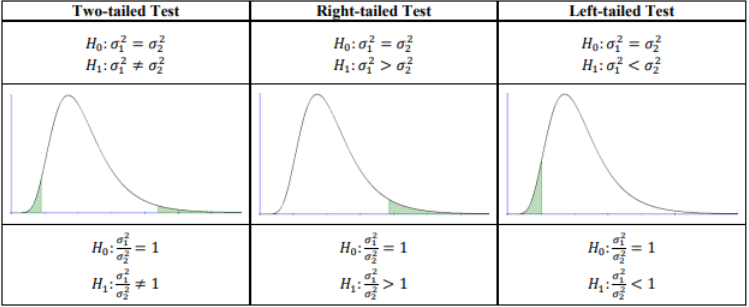 Two-tailed Test Right-tailed Test Left-tailed Test
H₀: σ₁² = σ₂² H₀: σ₁² = σ₂² H₀: σ₁² = σ₂²
H₁: σ₁² ≠ σ₂² H₁: σ₁² > σ₂² H₁: σ₁² < σ₂²
H₀: σ₁²/σ₂² = 1 H₀: σ₁²/σ₂² = 1 H₀: σ₁²/σ₂² = 1
H₁: σ₁²/σ₂² ≠ 1 H₁: σ₁²/σ₂² > 1 H₁: σ₁²/σ₂² < 1